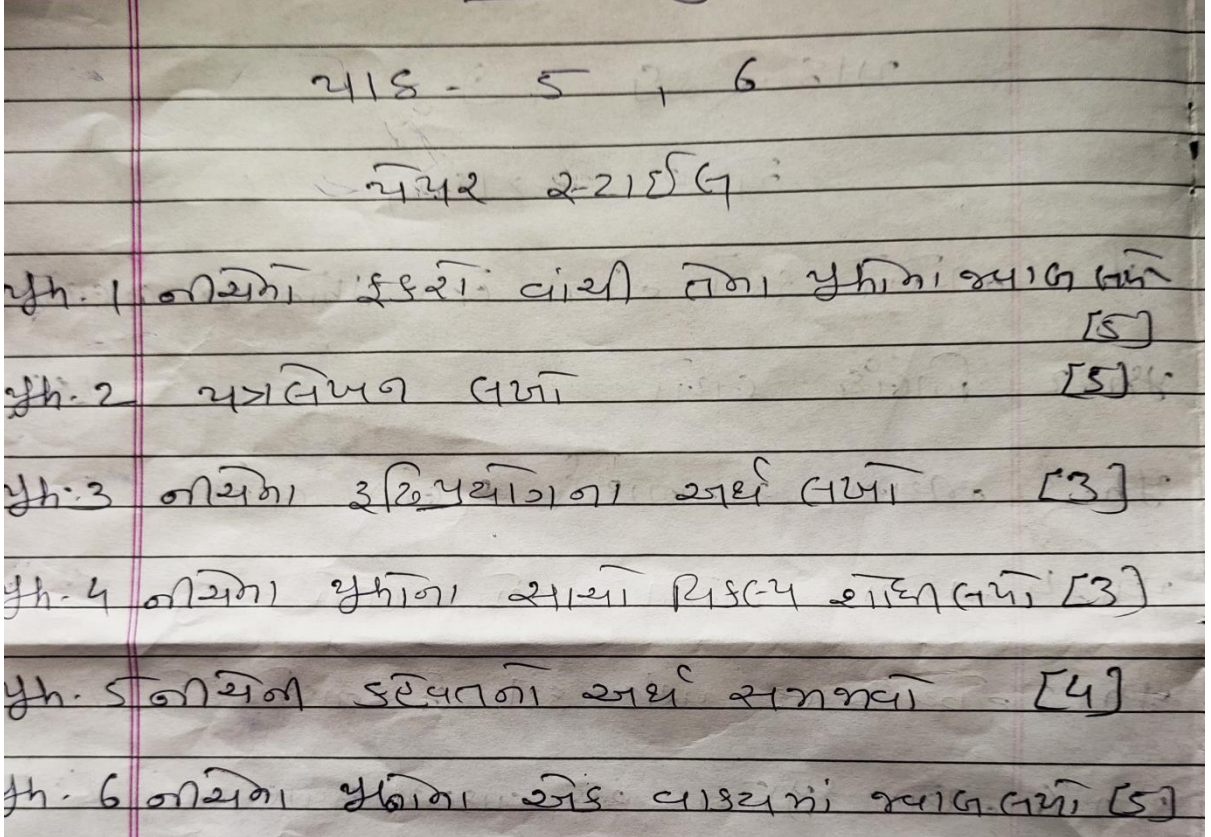 પાઠ - 5 , 6
પેપર સ્ટાઈલ :
પ્રશ્ન. 1 નીચેનો ફકરો વાંચી તેના પ્રશ્નોનાં જવાબ લખો
[5]
પ્રશ્ન. 2 પત્રલેખન લખો [5]
પ્રશ્ન. 3 નીચેના રૂઢિપ્રયોગના અર્થ લખો [3]
પ્રશ્ન. 4 નીચેના પ્રશ્નોના સાચો વિકલ્પ શોધી લખો [3]
પ્રશ્ન. 5 નીચેની કહેવતનો અર્થ સમજાવો [4]
પ્રશ્ન. 6 નીચેના પ્રશ્નોના એક વાક્યમાં જવાબ લખો [5]